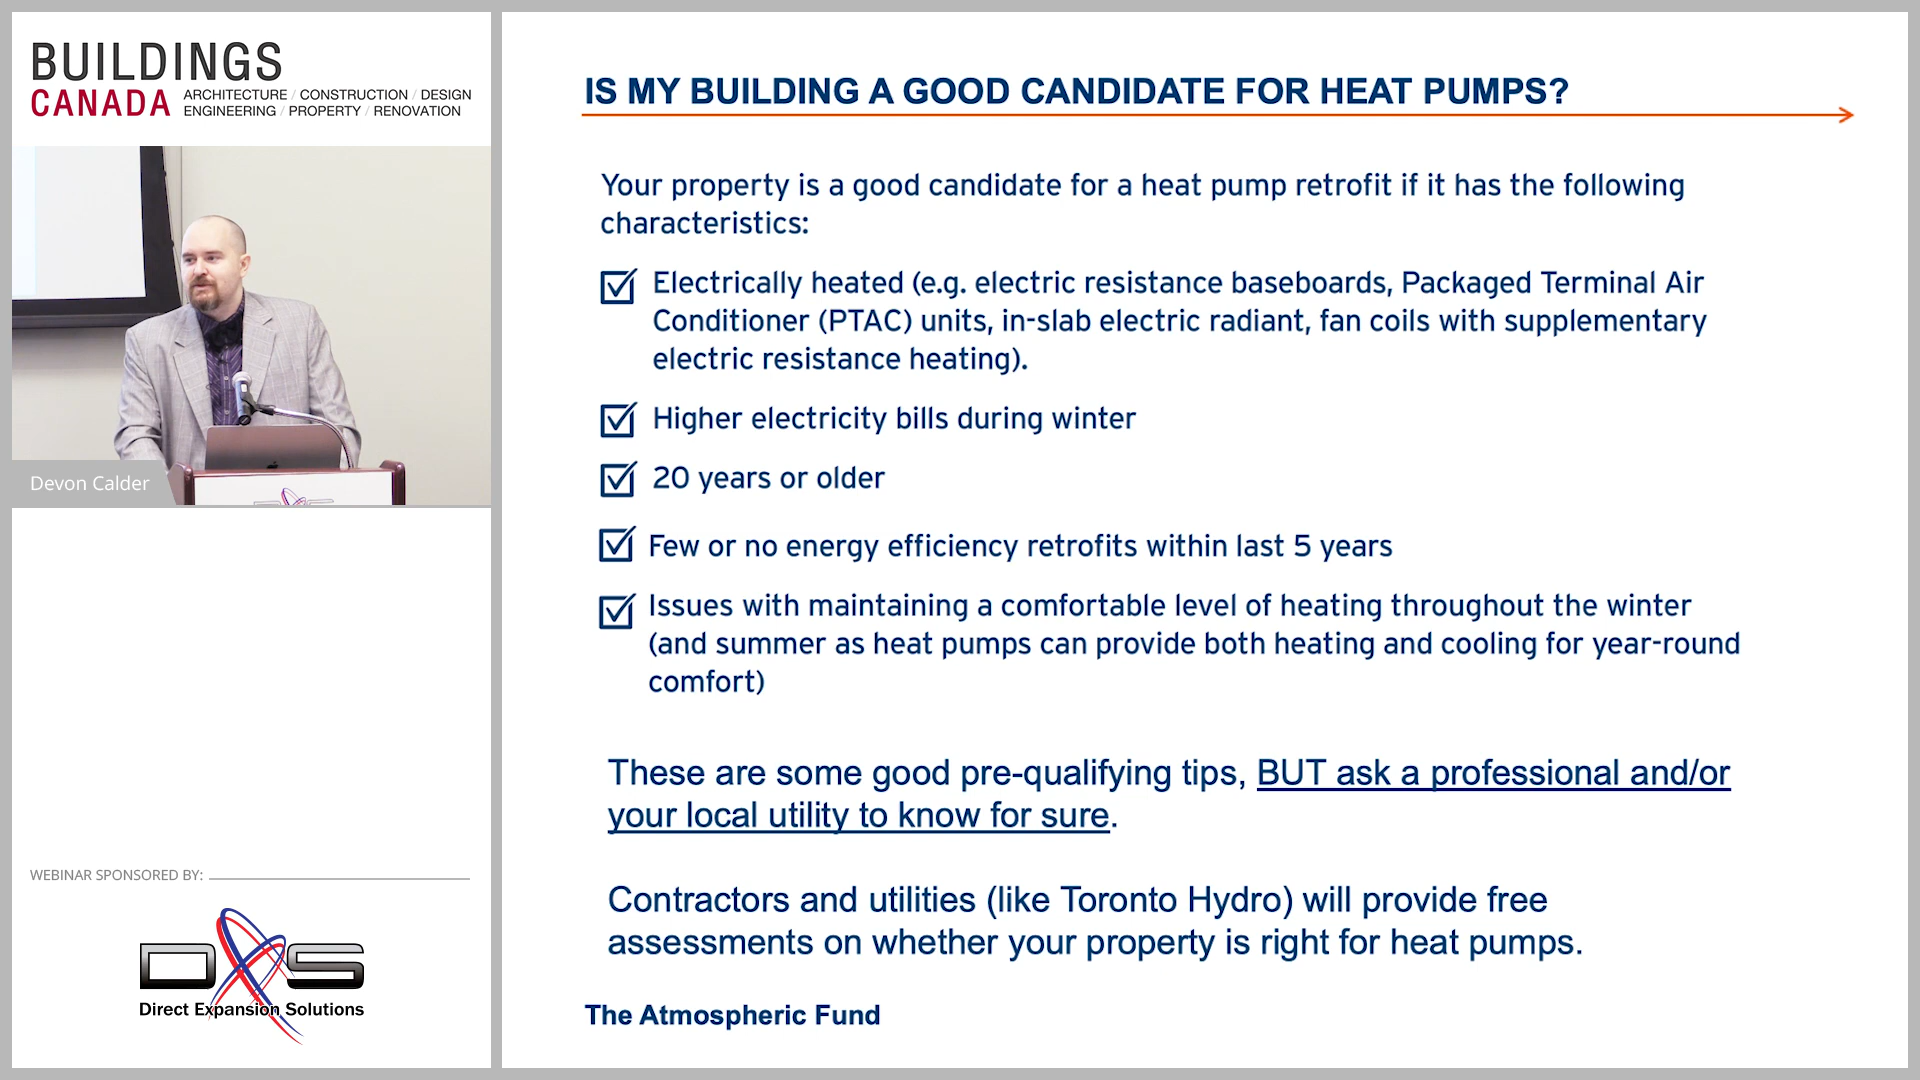 BUILDINGS
CANADA
ARCHITECTURE / CONSTRUCTION / DESIGN
ENGINEERING / PROPERTY / RENOVATION
Devon Calder
WEBINAR SPONSORED BY:
DXS
Direct Expansion Solutions
IS MY BUILDING A GOOD CANDIDATE FOR HEAT PUMPS?
Your property is a good candidate for a heat pump retrofit if it has the following
characteristics:
Electrically heated (e.g. electric resistance baseboards, Packaged Terminal Air
Conditioner (PTAC) units, in-slab electric radiant, fan coils with supplementary
electric resistance heating).
Higher electricity bills during winter
20 years or older
Few or no energy efficiency retrofits within last 5 years
Issues with maintaining a comfortable level of heating throughout the winter
(and summer as heat pumps can provide both heating and cooling for year-round
comfort)
These are some good pre-qualifying tips, BUT ask a professional and/or
your local utility to know for sure.
Contractors and utilities (like Toronto Hydro) will provide free
assessments on whether your property is right for heat pumps.
The Atmospheric Fund